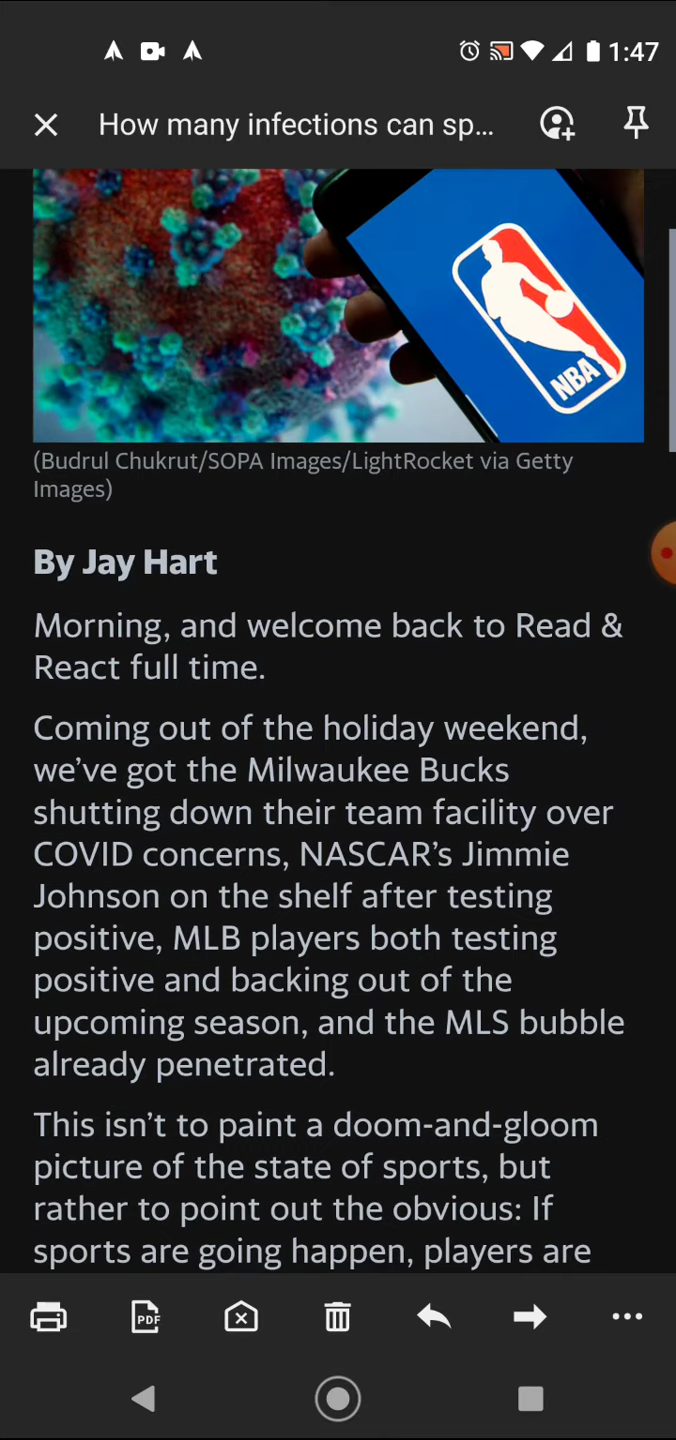 1:47
How many infections can sp...
NBA
(Budrul Chukrut/SOPA Images/LightRocket via Getty
Images)
By Jay Hart
Morning, and welcome back to Read &
React full time.
Coming out of the holiday weekend,
we’ve got the Milwaukee Bucks
shutting down their team facility over
COVID concerns, NASCAR’s Jimmie
Johnson on the shelf after testing
positive, MLB players both testing
positive and backing out of the
upcoming season, and the MLS bubble
already penetrated.
This isn’t to paint a doom-and-gloom
picture of the state of sports, but
rather to point out the obvious: If
sports are going happen, players are
PDF